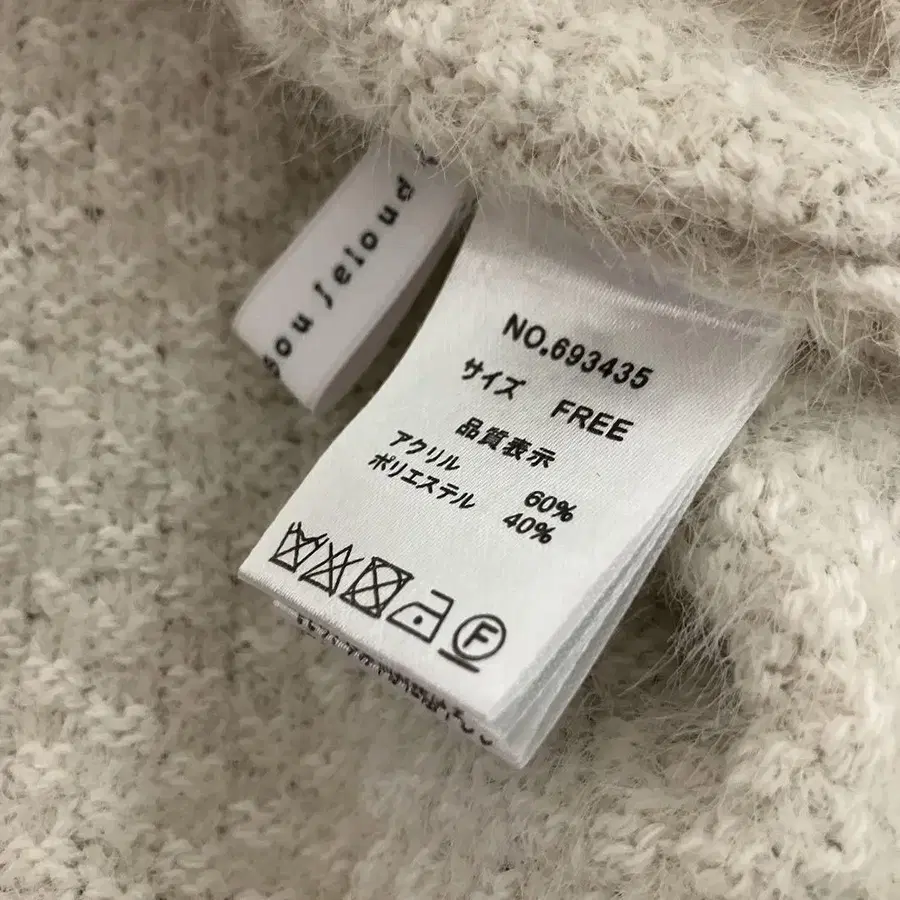 sou jeloud
NO.693435
サイズ FREE
品質表示
アクリル 60%
ポリエステル 40%
F